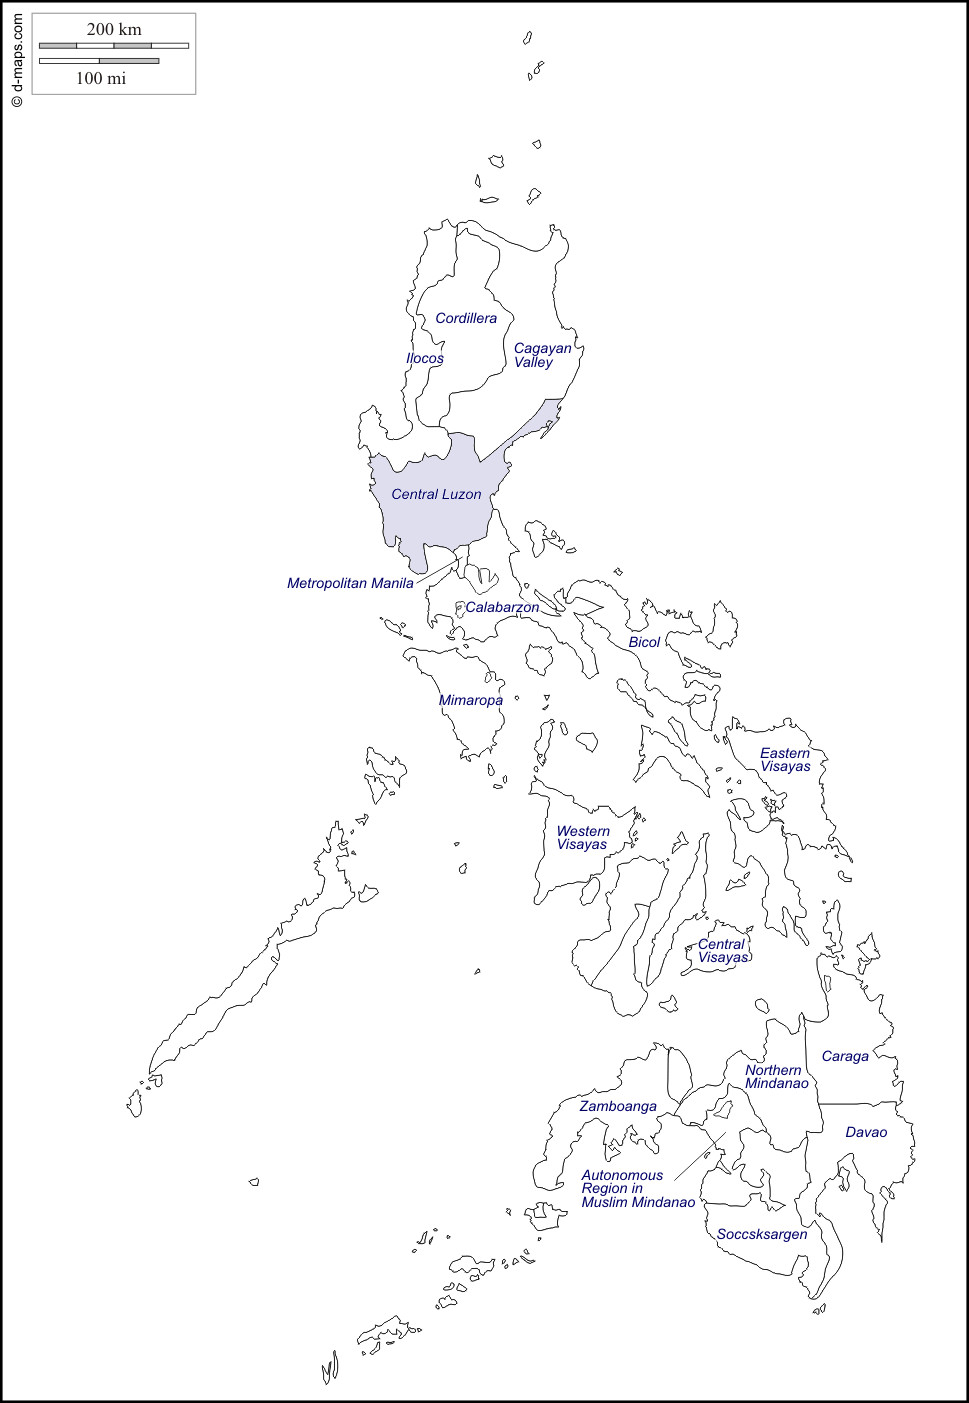 © d-maps.com
200 km
100 mi
Cordillera
Ilocos
Cagayan
Valley
Central Luzon
Metropolitan Manila
Calabarzon
Bicol
Mimaropa
Eastern
Visayas
Western
Visayas
Central
Visayas
Caraga
Northern
Mindanao
Zamboanga
Davao
Autonomous
Region in
Muslim Mindanao
Soccsksargen